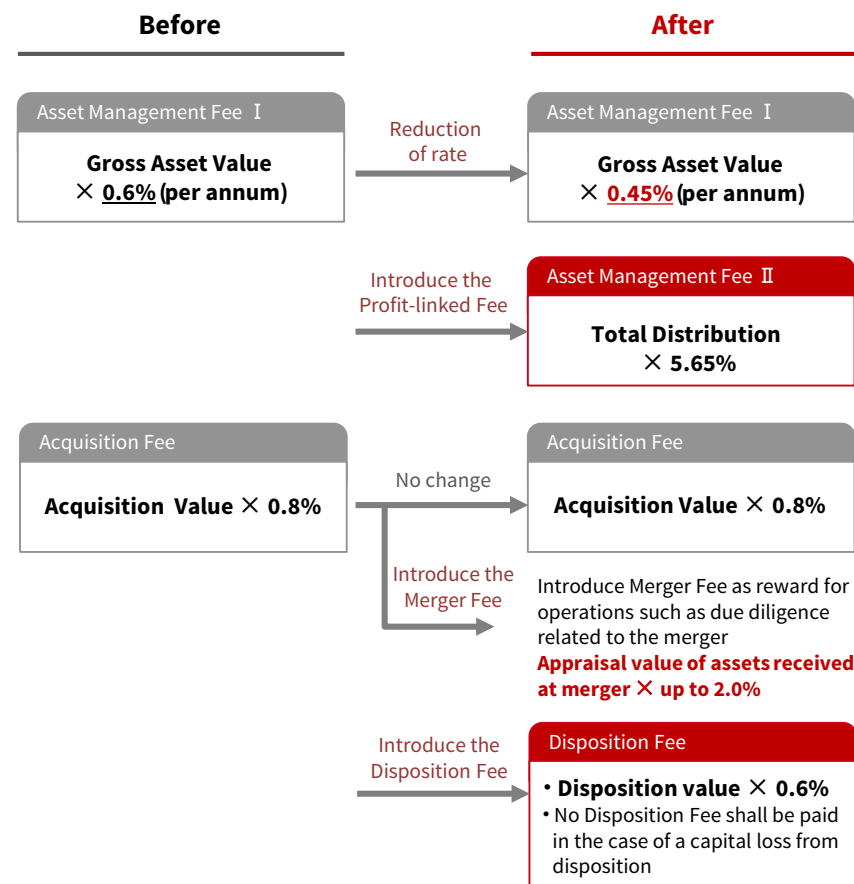 Before
After
Asset Management Fee Ⅰ
Gross Asset Value
× 0.6% (per annum)
Reduction
of rate
Asset Management Fee Ⅰ
Gross Asset Value
× 0.45% (per annum)
Introduce the
Profit-linked Fee
Asset Management Fee Ⅱ
Total Distribution
× 5.65%
Acquisition Fee
Acquisition Value × 0.8%
No change
Acquisition Fee
Acquisition Value × 0.8%
Introduce the
Merger Fee
Introduce Merger Fee as reward for
operations such as due diligence
related to the merger
Appraisal value of assets received
at merger × up to 2.0%
Introduce the
Disposition Fee
Disposition Fee
・Disposition value × 0.6%
・No Disposition Fee shall be paid
in the case of a capital loss from
disposition